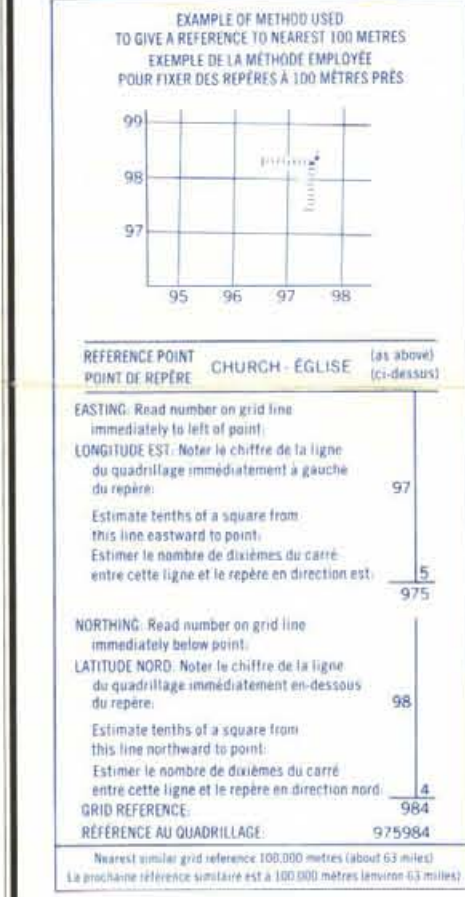 EXAMPLE OF METHOD USED
TO GIVE A REFERENCE TO NEAREST 100 METRES
EXEMPLE DE LA MÉTHODE EMPLOYÉE
POUR FIXER DES REPÈRES À 100 MÈTRES PRÈS
99
98
97
95 96 97 98
REFERENCE POINT
POINT DE REPÈRE
CHURCH - ÉGLISE
(as above)
(ci-dessus)
EASTING: Read number on grid line
immediately to left of point:
LONGITUDE EST: Noter le chiffre de la ligne
du quadrillage immédiatement à gauche
du repère: 97
Estimate tenths of a square from
this line eastward to point:
Estimer le nombre de dixièmes du carré
entre cette ligne et le repère en direction est: 5
975
NORTHING: Read number on grid line
immediately below point:
LATITUDE NORD: Noter le chiffre de la ligne
du quadrillage immédiatement en-dessous
du repère: 98
Estimate tenths of a square from
this line northward to point:
Estimer le nombre de dixièmes du carré
entre cette ligne et le repère en direction nord: 4
GRID REFERENCE: 984
RÉFÉRENCE AU QUADRILLAGE: 975984
Nearest similar grid reference 100,000 metres (about 63 miles)
La prochaine référence similaire est à 100 000 mètres (environ 63 milles)